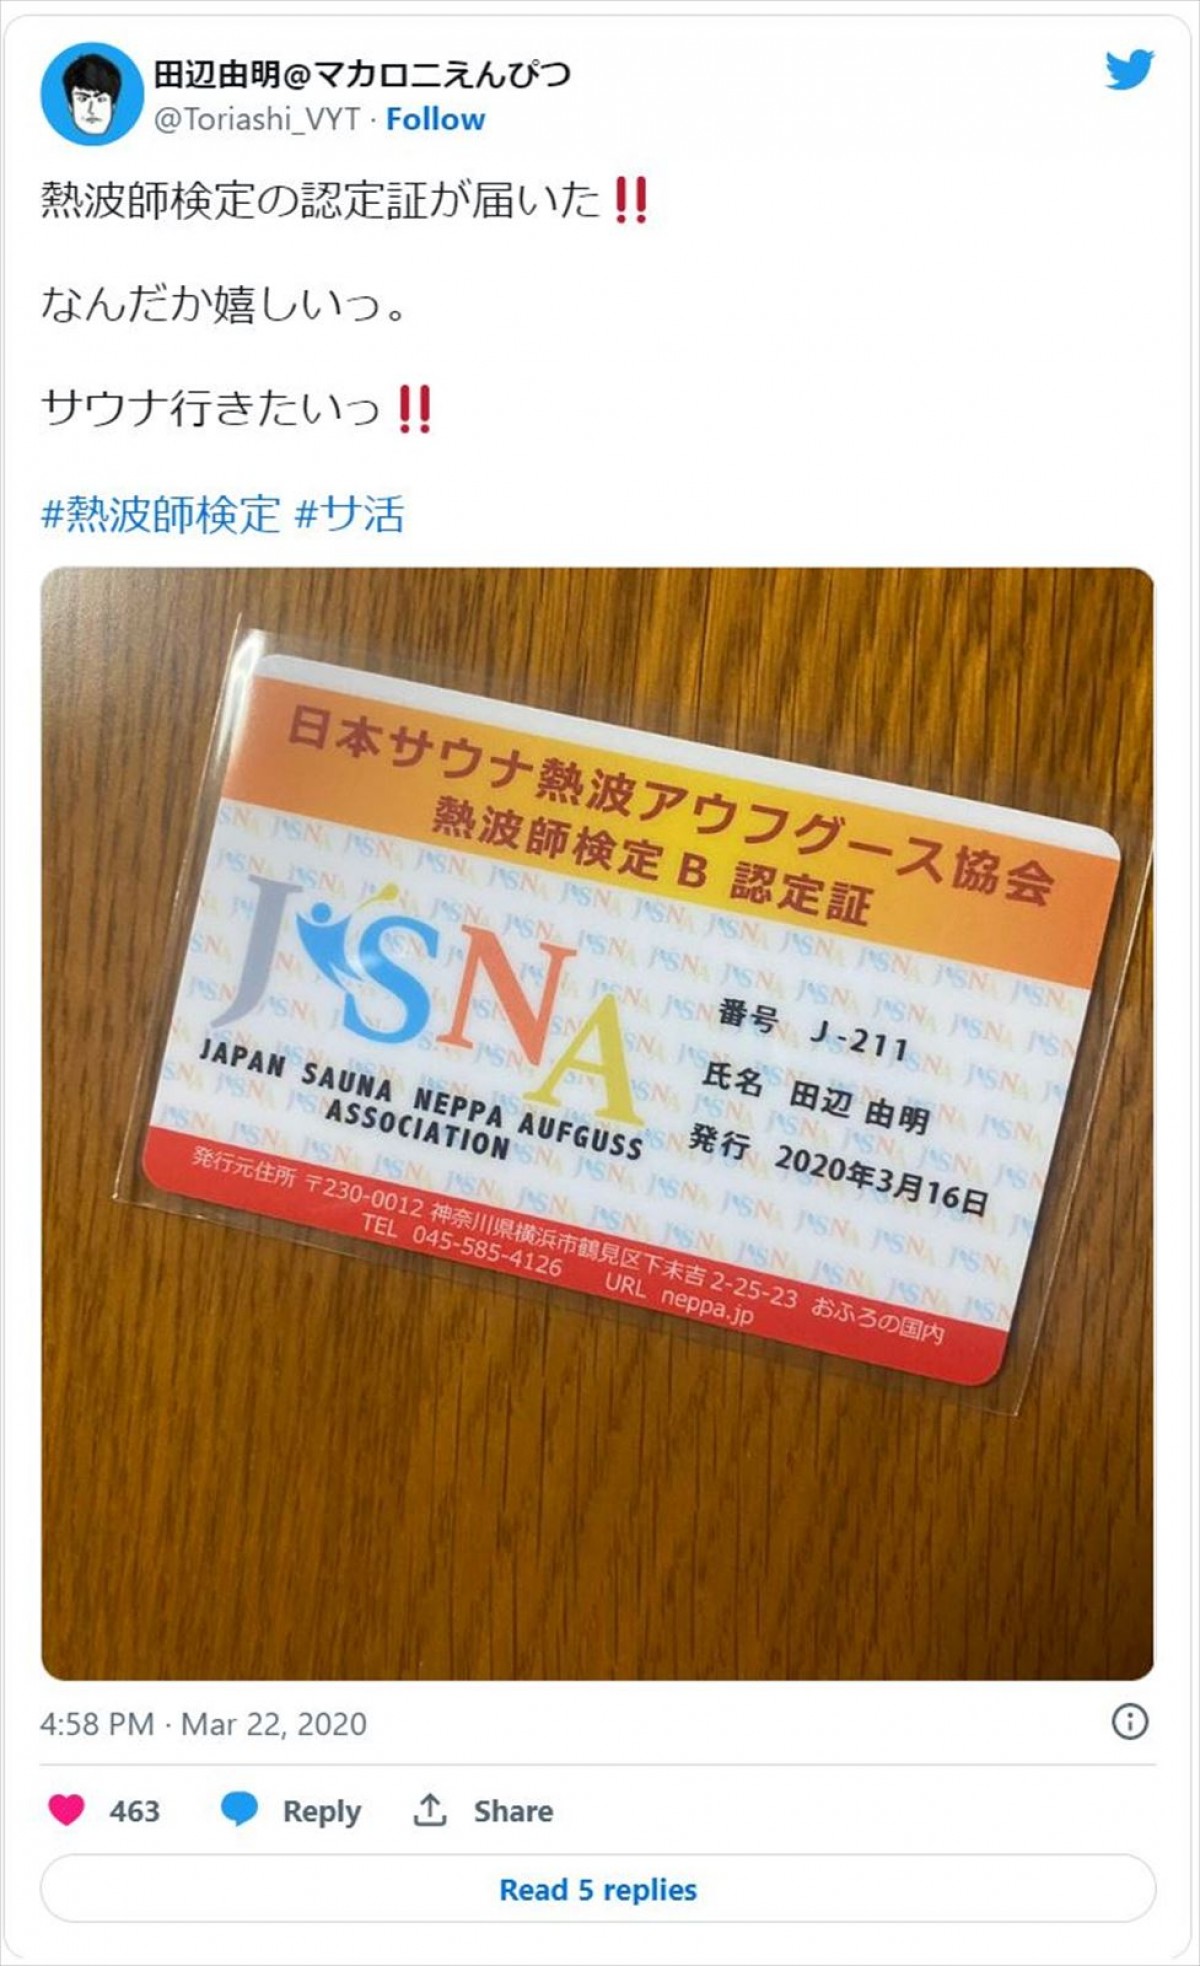 田辺由明@マカロニえんぴつ
@Toriashi_VYT · Follow
熱波師検定の認定証が届いた‼
なんだか嬉しいっ。
サウナ行きたいっ‼
#熱波師検定 #サ活
日本サウナ熱波アウフグース協会
熱波師検定 B 認定証
JSNA
JAPAN SAUNA NEPPA AUFGUSS
ASSOCIATION
番号 J-211
氏名 田辺 由明
発行 2020年3月16日
発行元住所 〒230-0012 神奈川県横浜市鶴見区下末吉 2-25-23 おふろの国内
TEL 045-585-4126 URL neppa.jp
4:58 PM · Mar 22, 2020
463 Reply Share
Read 5 replies